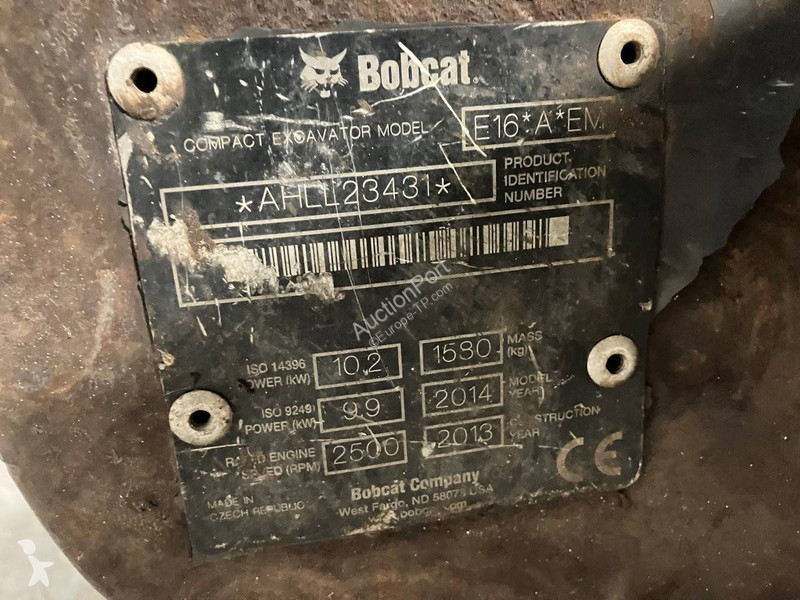 Bobcat
COMPACT EXCAVATOR MODEL E16*A*EM
*AHLL23431* PRODUCT IDENTIFICATION NUMBER
AuctionPort
©Europe-TP.com
ISO 14396 POWER (kW) 10.2 MASS (kg)
ISO 9249 POWER (kW) 9.9 2014 MODEL YEAR
RATED ENGINE SPEED (RPM) 2500 2013 CONSTRUCTION YEAR
MADE IN CZECH REPUBLIC
CE
Bobcat Company
West Fargo, ND 58078 USA